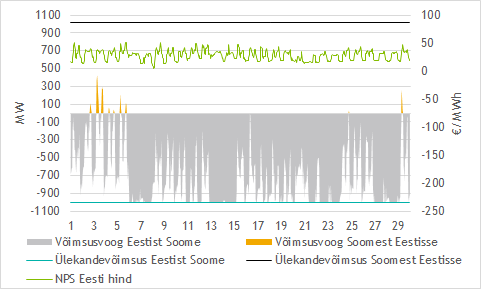 1100
900
700
500
300
100
-100
-300
-500
-700
-900
-1100
MW
100
50
0
-50
-100
-150
-200
-250
€/MWh
1 3 5 7 9 11 13 15 17 19 21 23 25 27 29
Võimsusvoog Eestist Soome
Võimsusvoog Soomest Eestisse
Ülekandevõimsus Eestist Soome
Ülekandevõimsus Soomest Eestisse
NPS Eesti hind